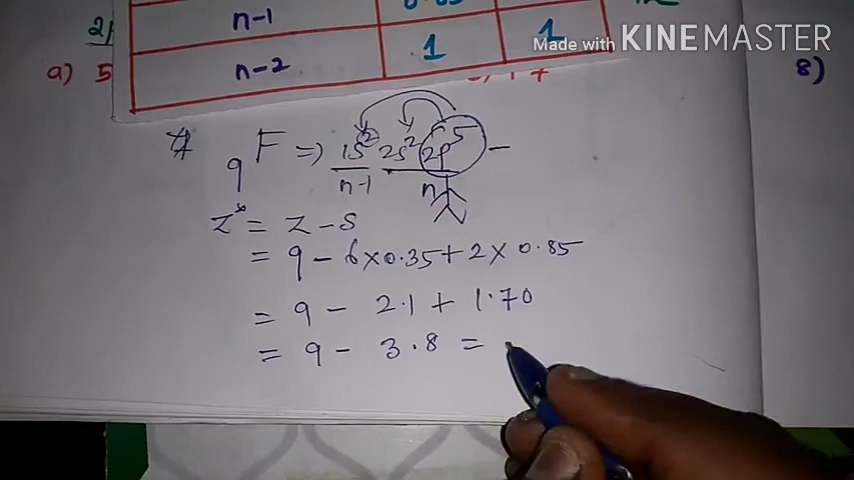 n-1
1 1
n-2
Made with KINEMASTER
2)
a) 5
8)
9F => 1s² 2s² 2p⁵ -
n-1 n
Z* = Z - S
= 9 - 6 x 0.35 + 2 x 0.85
= 9 - 2.1 + 1.70
= 9 - 3.8 =